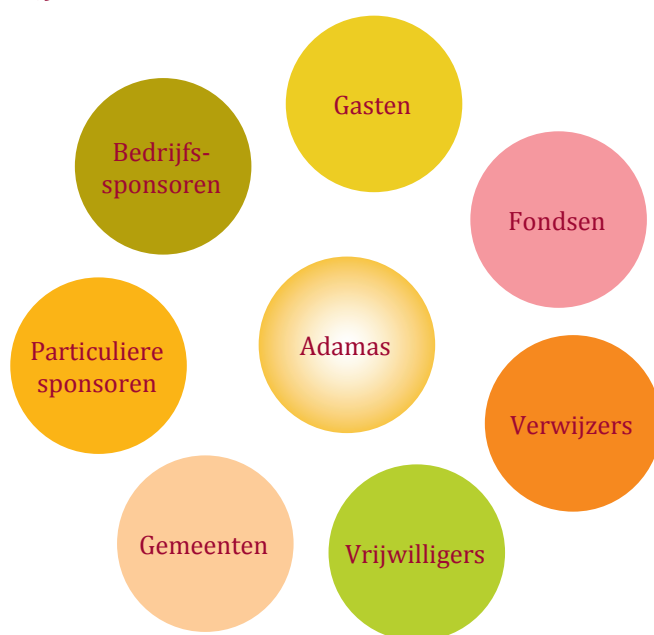 Gasten
Bedrijfs-
sponsoren
Fondsen
Adamas
Particuliere
sponsoren
Verwijzers
Gemeenten
Vrijwilligers